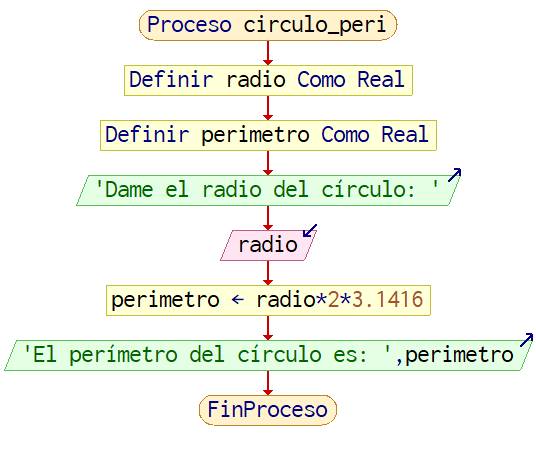 Proceso circulo_peri
Definir radio Como Real
Definir perimetro Como Real
'Dame el radio del círculo: '
radio
perimetro ← radio*2*3.1416
'El perímetro del círculo es: ',perimetro
FinProceso